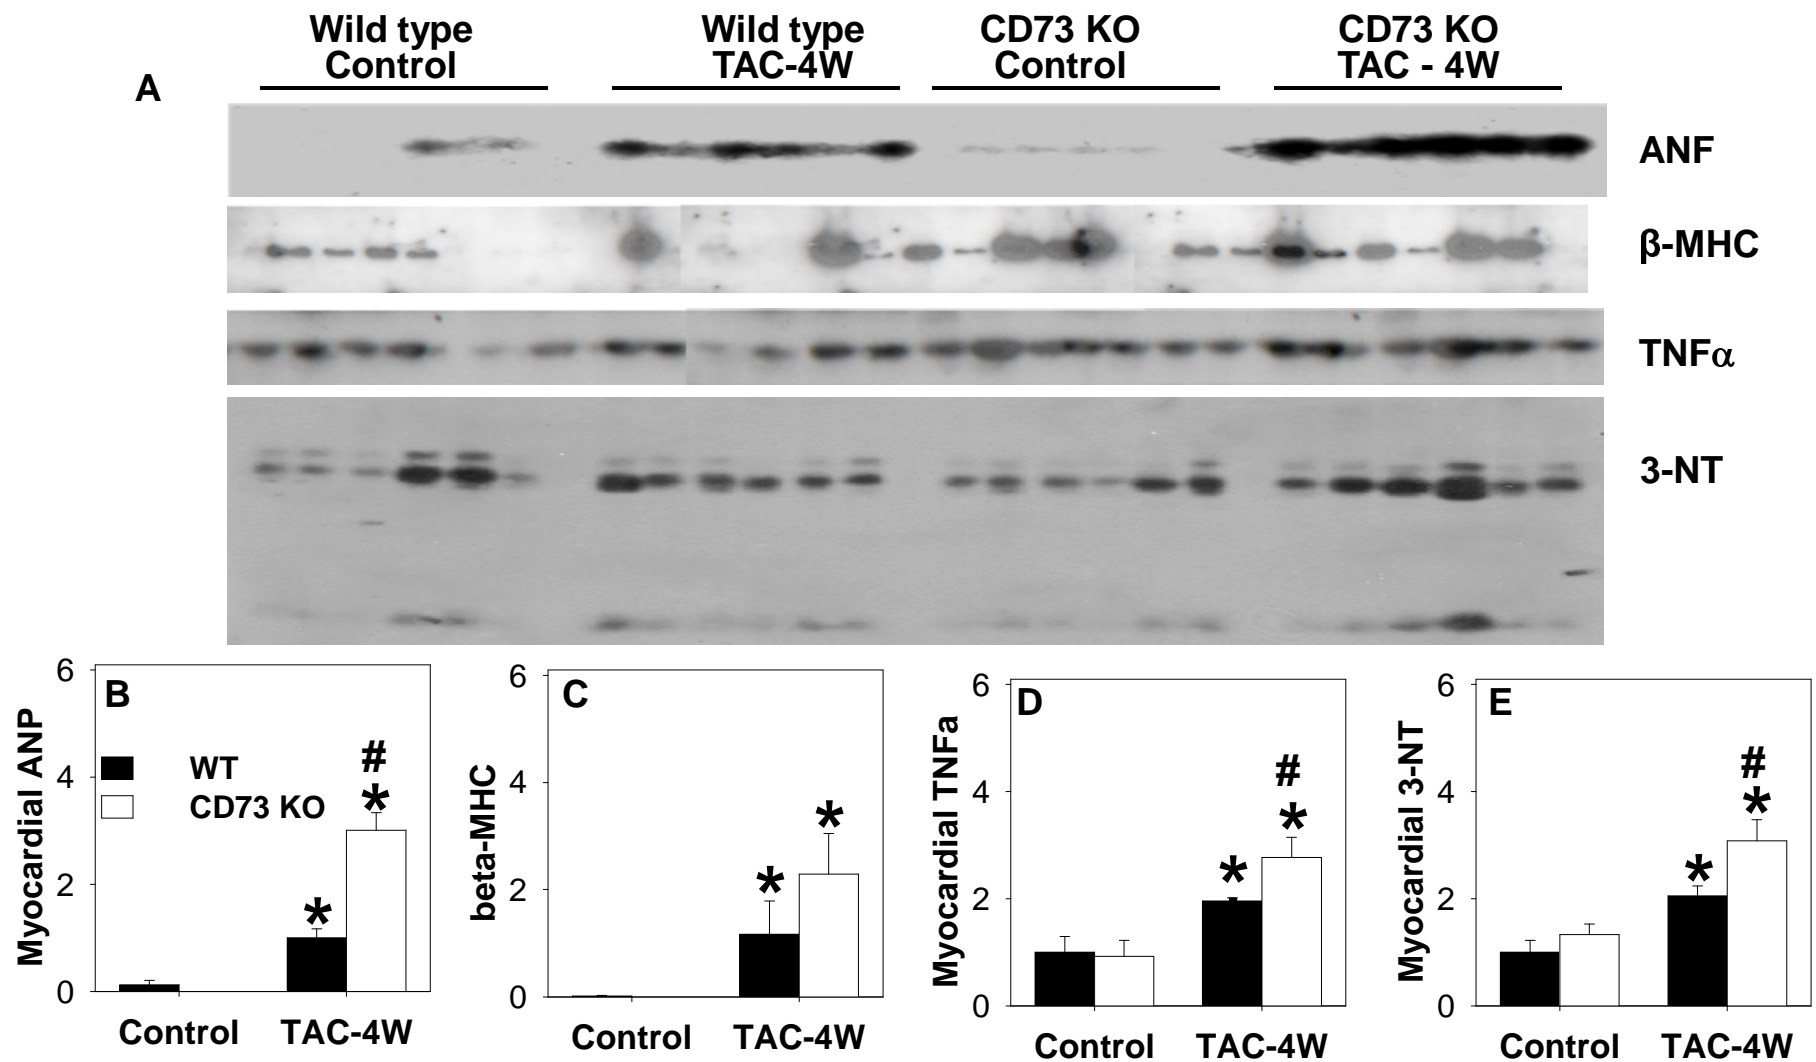 Wild type
Control
Wild type
TAC-4W
CD73 KO
Control
CD73 KO
TAC - 4W
A
ANF
β-MHC
TNFα
3-NT
B
Myocardial ANP
6
4
2
0
WT
CD73 KO
#
*
*
Control
TAC-4W
C
beta-MHC
6
4
2
0
*
*
Control
TAC-4W
D
Myocardial TNFa
6
4
2
0
#
*
*
Control
TAC-4W
E
Myocardial 3-NT
6
4
2
0
#
*
*
Control
TAC-4W